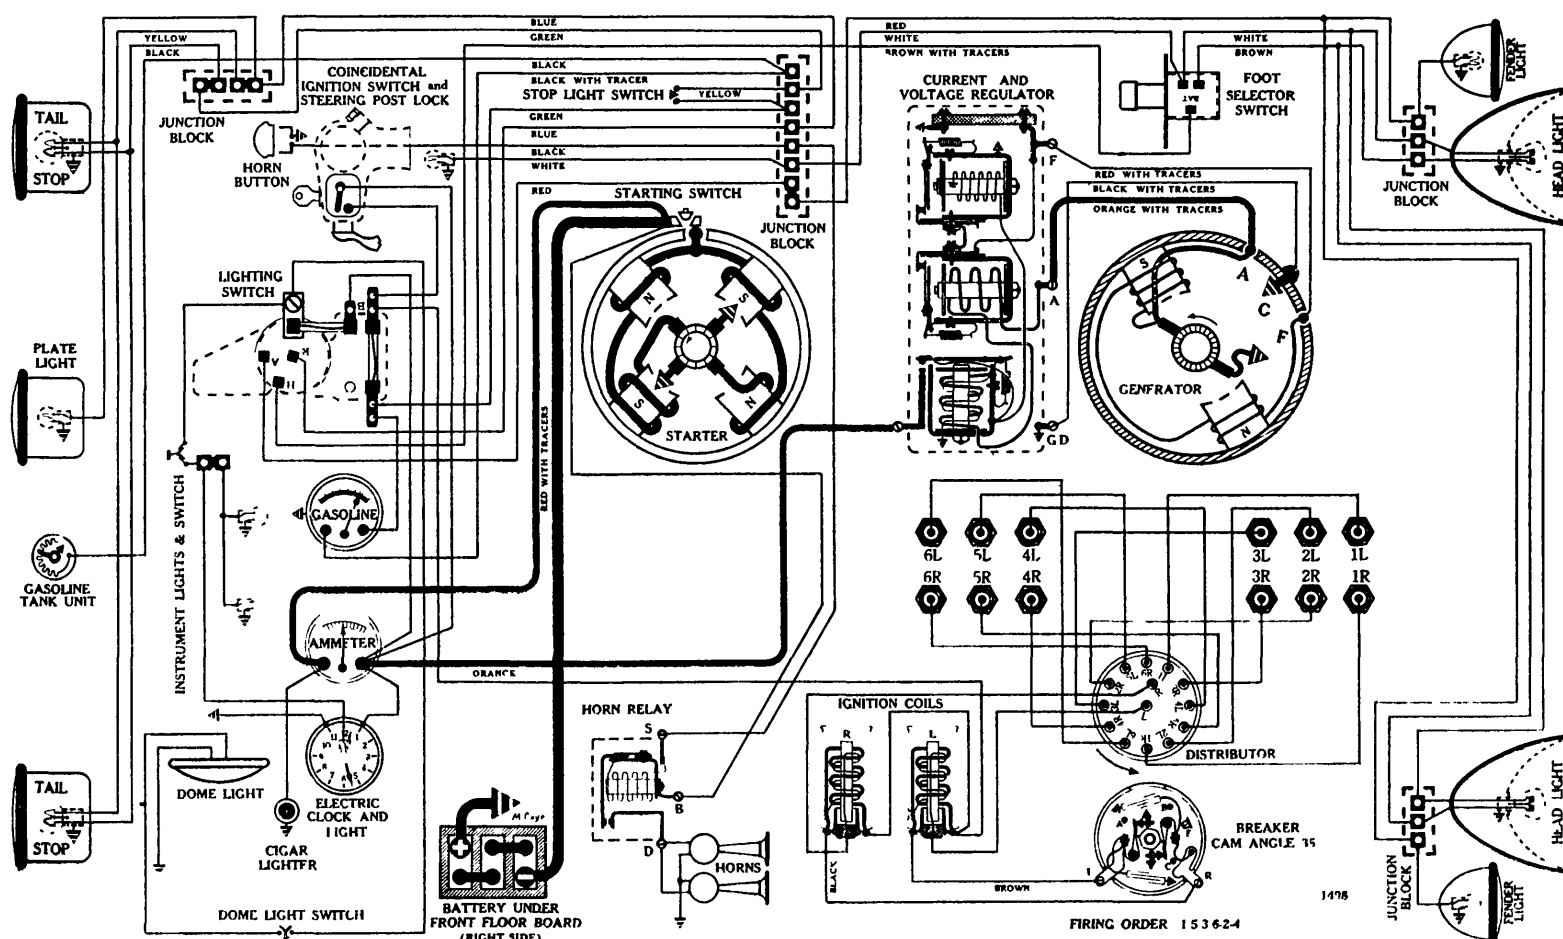 BLUE
GREEN
YELLOW
BLACK
RED
WHITE
BROWN WITH TRACERS
WHITE
BROWN
FENDER LIGHT
COINCIDENTAL
IGNITION SWITCH and
STEERING POST LOCK
BLACK
BLACK WITH TRACER
STOP LIGHT SWITCH
YELLOW
CURRENT AND
VOLTAGE REGULATOR
BAT
FOOT
SELECTOR
SWITCH
TAIL
STOP
JUNCTION
BLOCK
HORN
BUTTON
GREEN
BLUE
BLACK
WHITE
RED
STARTING SWITCH
JUNCTION
BLOCK
F
RED WITH TRACERS
BLACK WITH TRACERS
ORANGE WITH TRACERS
JUNCTION
BLOCK
HEAD LIGHT
LIGHTING
SWITCH
B
A
K
H
C
N
S
S
N
STARTER
A
S
A
C
F
GENFRATOR
N
G D
PLATE
LIGHT
RED WITH TRACERS
GASOLINE
INSTRUMENT LIGHTS & SWITCH
GASOLINE
TANK UNIT
6L
5L
4L
3L
2L
1L
6R
5R
4R
3R
2R
1R
AMMETER
ORANGE
HORN RELAY
S
B
D
HORNS
IGNITION COILS
R
L
DISTRIBUTOR
BLACK
BROWN
BREAKER
CAM ANGLE 35
R
TAIL
STOP
DOME LIGHT
ELECTRIC
CLOCK AND
LIGHT
CIGAR
LIGHTFR
DOME LIGHT SWITCH
BATTERY UNDER
FRONT FLOOR BOARD
(RIGHT SIDE)
FIRING ORDER 1 5 3 6-2-4
JUNCTION
BLOCK
HEAD LIGHT
FENDER LIGHT